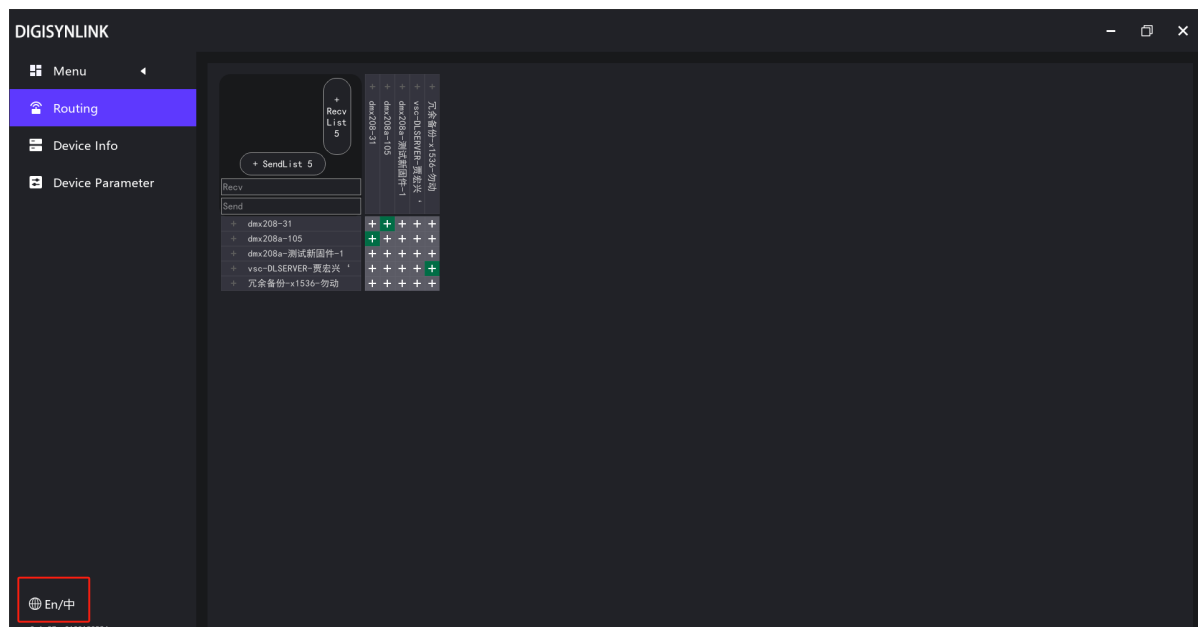 DIGISYNLINK
Menu
Routing
Device Info
Device Parameter
+ Recv List 5
+ SendList 5
Recv
Send
+ + + + +
dmx208-31
dmx208a-105
dmx208a-测试新固件-1
vsc-DLSERVER-贾宏兴 '
冗余备份-x1536-勿动
+ dmx208-31 + + + + +
+ dmx208a-105 + + + + +
+ dmx208a-测试新固件-1 + + + + +
+ vsc-DLSERVER-贾宏兴 ' + + + + +
+ 冗余备份-x1536-勿动 + + + + +
En/中